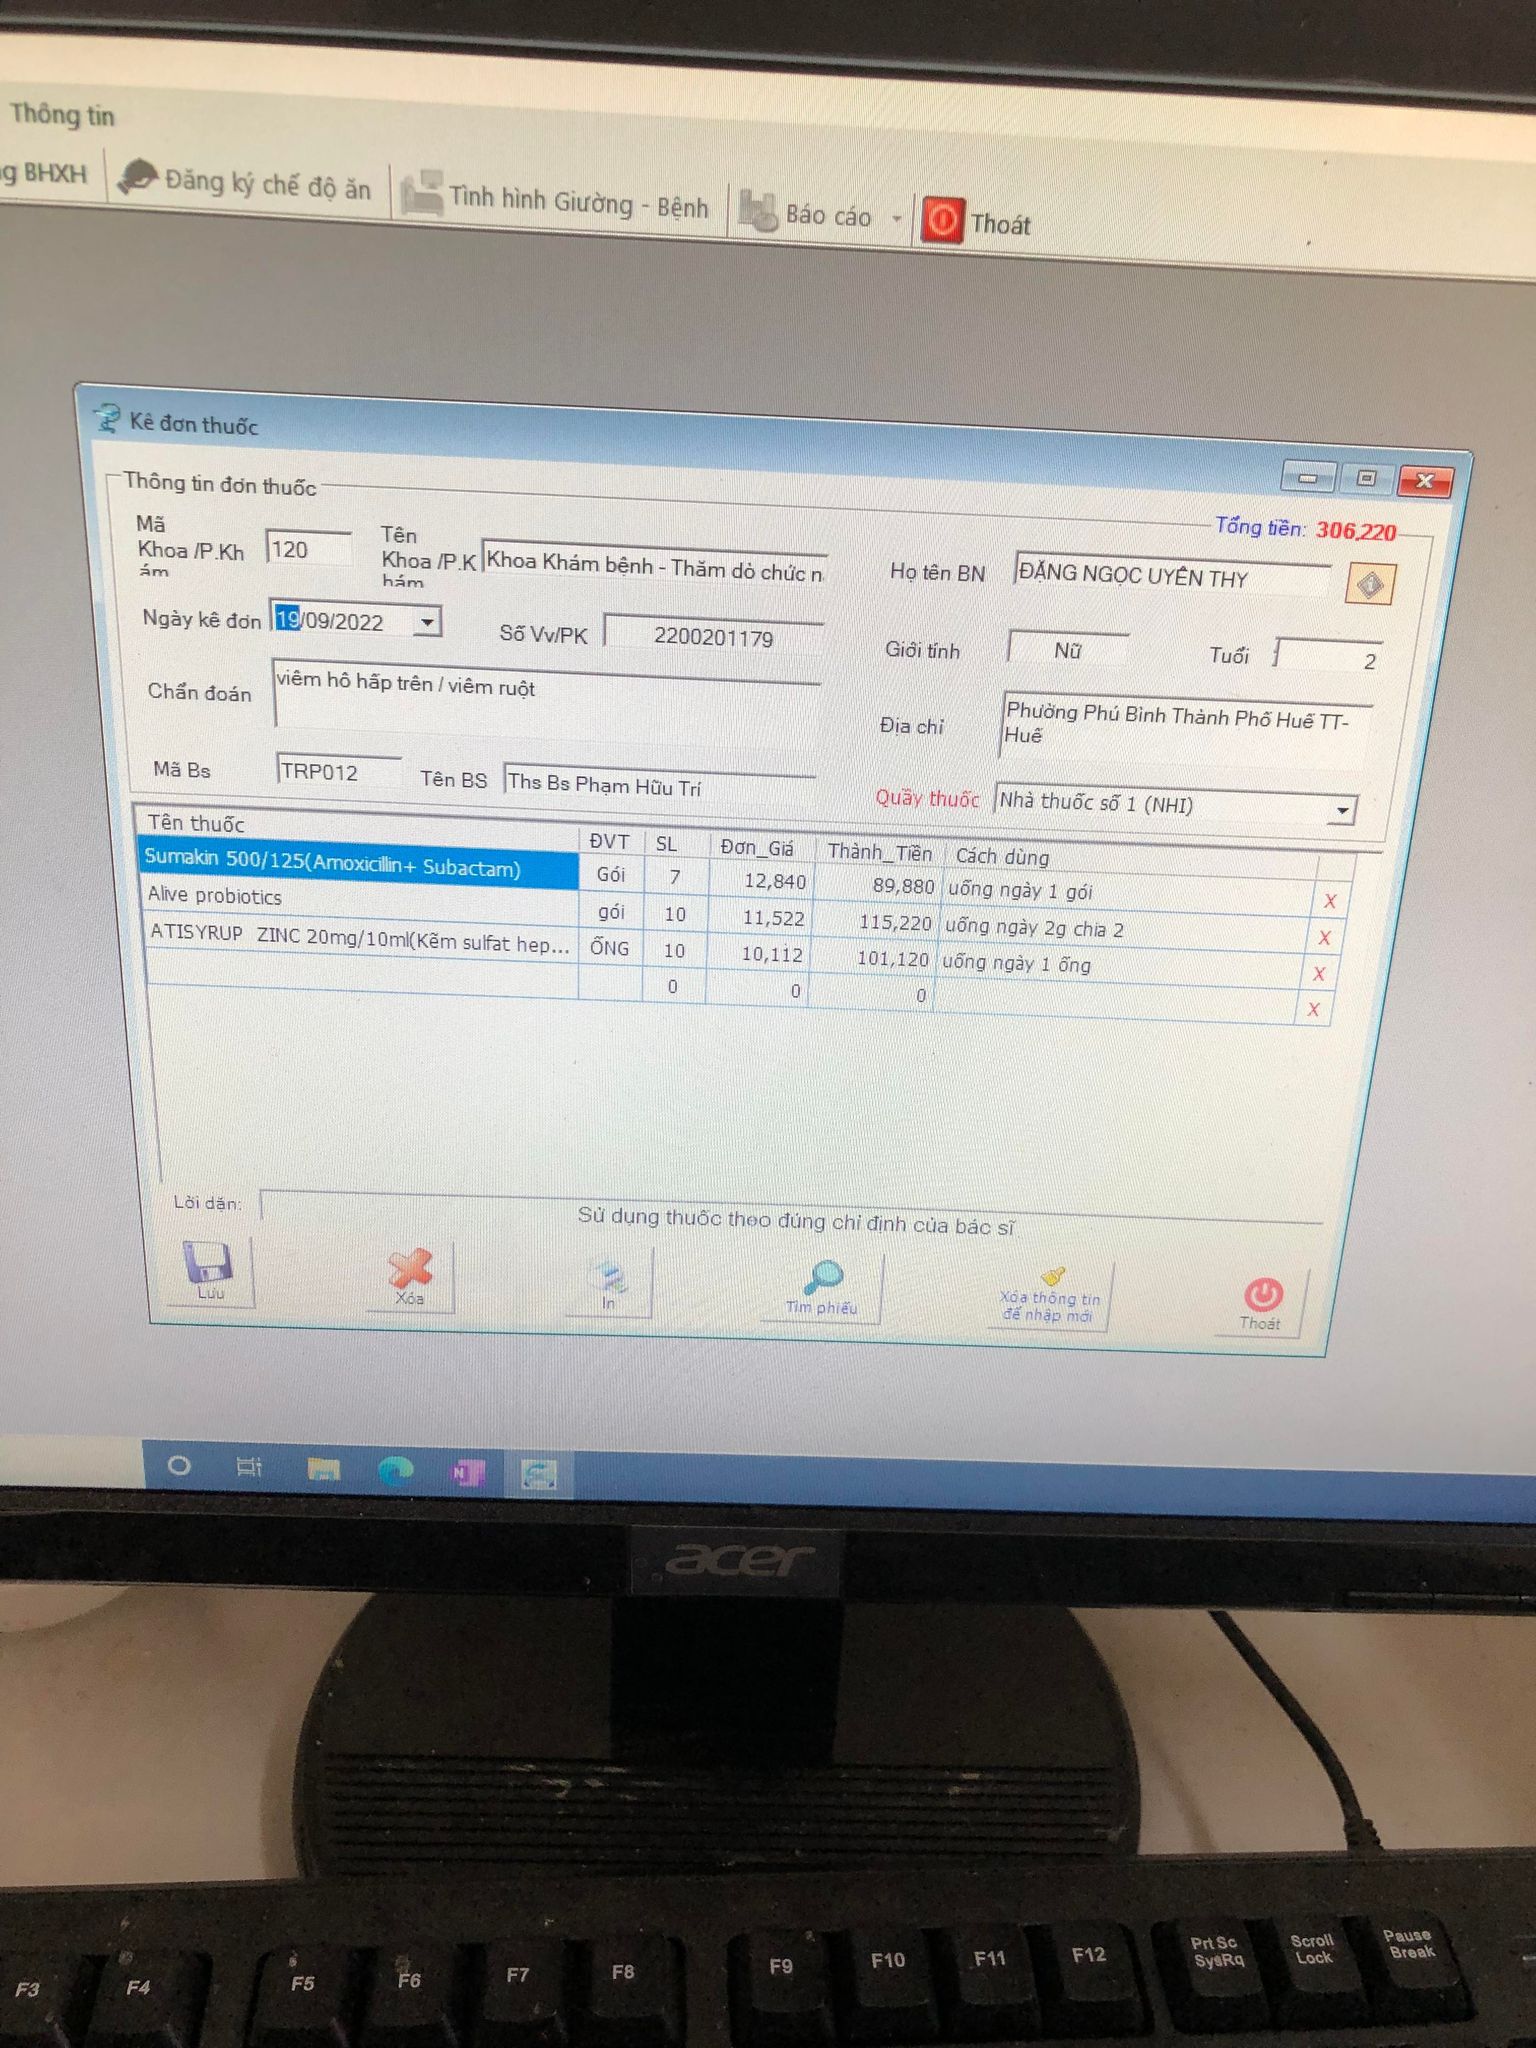 Thông tin
g BHXH
Đăng ký chế độ ăn
Tình hình Giường - Bệnh
Báo cáo
Thoát
Kê đơn thuốc
Thông tin đơn thuốc
Tổng tiền: 306,220
Mã Khoa /P.Khám
120
Tên Khoa /P.Khám
Khoa Khám bệnh - Thăm dò chức n
Họ tên BN
ĐẶNG NGỌC UYÊN THY
Ngày kê đơn
19/09/2022
Số Vv/PK
2200201179
Giới tính
Nữ
Tuổi
2
Chẩn đoán
viêm hô hấp trên / viêm ruột
Địa chỉ
Phường Phú Bình Thành Phố Huế TT-
Huế
Mã Bs
TRP012
Tên BS
Ths Bs Phạm Hữu Trí
Quầy thuốc
Nhà thuốc số 1 (NHI)
Tên thuốc ĐVT SL Đơn_Giá Thành_Tiền Cách dùng
Sumakin 500/125(Amoxicillin+ Subactam) Gói 7 12,840 89,880 uống ngày 1 gói X
Alive probiotics gói 10 11,522 115,220 uống ngày 2g chia 2 X
ATISYRUP ZINC 20mg/10ml(Kẽm sulfat hep... ỐNG 10 10,112 101,120 uống ngày 1 ống X
0 0 0 X
Lời dặn:
Sử dụng thuốc theo đúng chỉ định của bác sĩ
Lưu
Xóa
In
Tìm phiếu
Xóa thông tin
để nhập mới
Thoát
N
acer
F3 F4 F5 F6 F7 F8 F9 F10 F11 F12
Prt Sc
SysRq
Scroll
Lock
Pause
Break